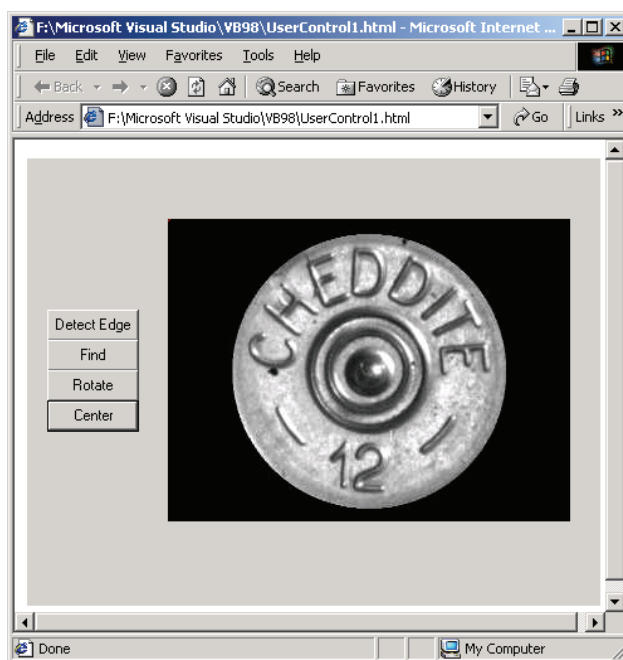 F:\Microsoft Visual Studio\VB98\UserControl1.html - Microsoft Internet ...
File Edit View Favorites Tools Help
Back Search Favorites History
Address F:\Microsoft Visual Studio\VB98\UserControl1.html Go Links »
Detect Edge
Find
Rotate
Center
CHEDDITE
12
Done My Computer